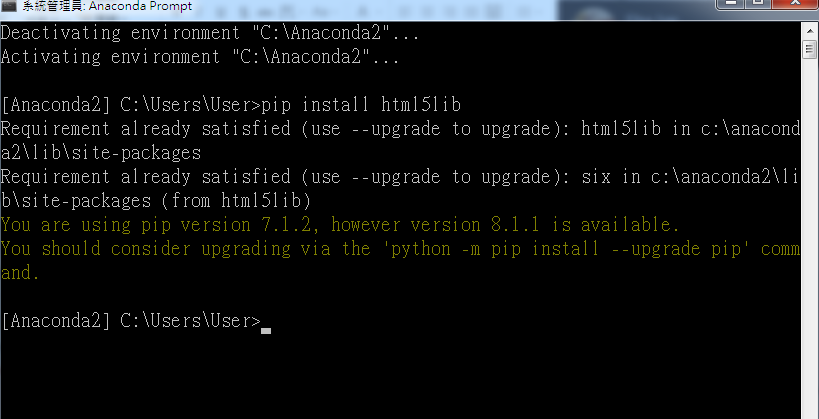 系統管理員: Anaconda Prompt
Deactivating environment "C:\Anaconda2"...
Activating environment "C:\Anaconda2"...
[Anaconda2] C:\Users\User>pip install html5lib
Requirement already satisfied (use --upgrade to upgrade): html5lib in c:\anacond
a2\lib\site-packages
Requirement already satisfied (use --upgrade to upgrade): six in c:\anaconda2\li
b\site-packages (from html5lib)
You are using pip version 7.1.2, however version 8.1.1 is available.
You should consider upgrading via the 'python -m pip install --upgrade pip' comm
and.
[Anaconda2] C:\Users\User>